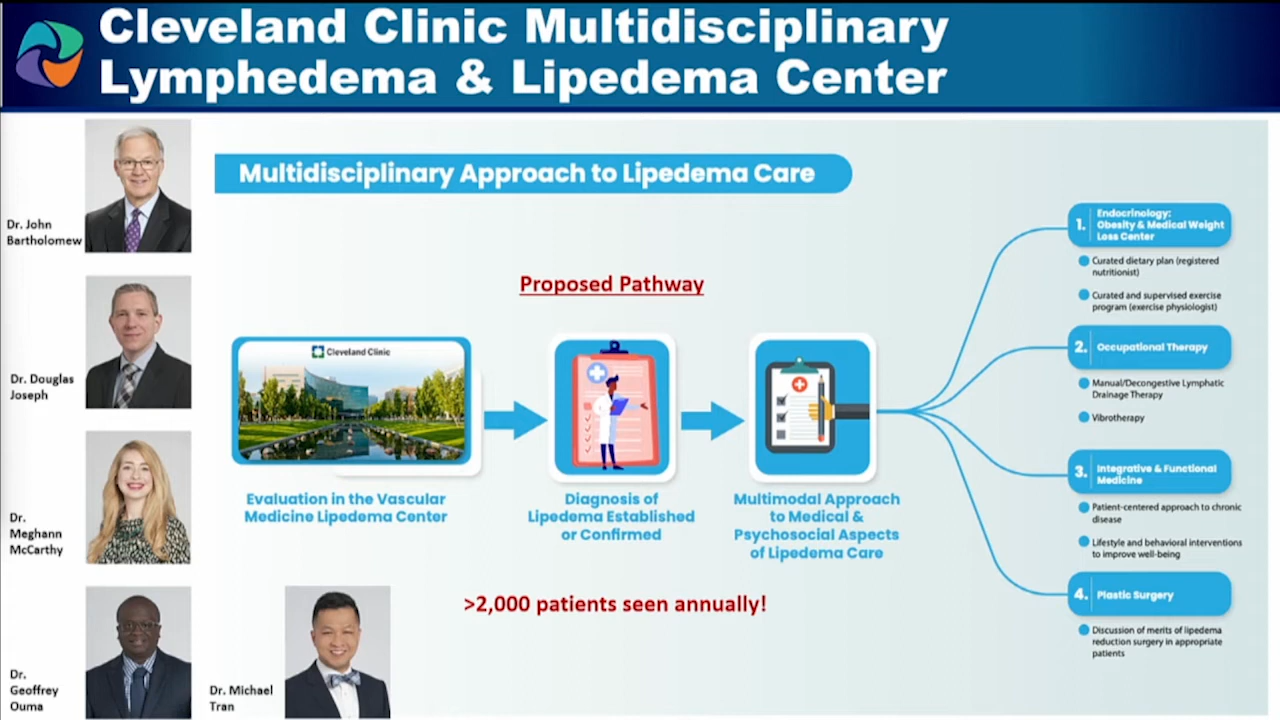 Cleveland Clinic Multidisciplinary
Lymphedema & Lipedema Center
Dr. John
Bartholomew
Dr. Douglas
Joseph
Dr.
Meghann
McCarthy
Dr.
Geoffrey
Ouma
Dr. Michael
Tran
Multidisciplinary Approach to Lipedema Care
Proposed Pathway
Cleveland Clinic
Evaluation in the Vascular
Medicine Lipedema Center
Diagnosis of
Lipedema Established
or Confirmed
Multimodal Approach
to Medical &
Psychosocial Aspects
of Lipedema Care
>2,000 patients seen annually!
1. Endocrinology:
Obesity & Medical Weight
Loss Center
Curated dietary plan (registered
nutritionist)
Curated and supervised exercise
program (exercise physiologist)
2. Occupational Therapy
Manual/Decongestive Lymphatic
Drainage Therapy
Vibrotherapy
3. Integrative & Functional
Medicine
Patient-centered approach to chronic
disease
Lifestyle and behavioral interventions
to improve well-being
4. Plastic Surgery
Discussion of merits of lipedema
reduction surgery in appropriate
patients